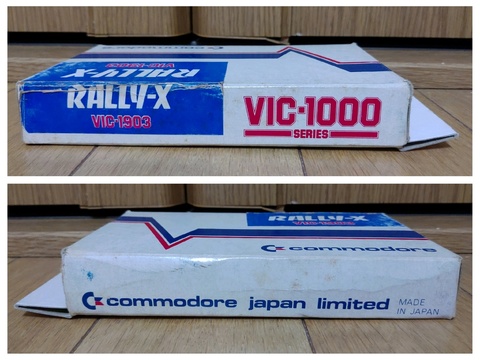 commodore
RALLY-X
VIC-1903
RALLY-X
VIC-1903
VIC-1000
SERIES
RALLY-X
VIC-1903
commodore
commodore japan limited
MADE
IN JAPAN